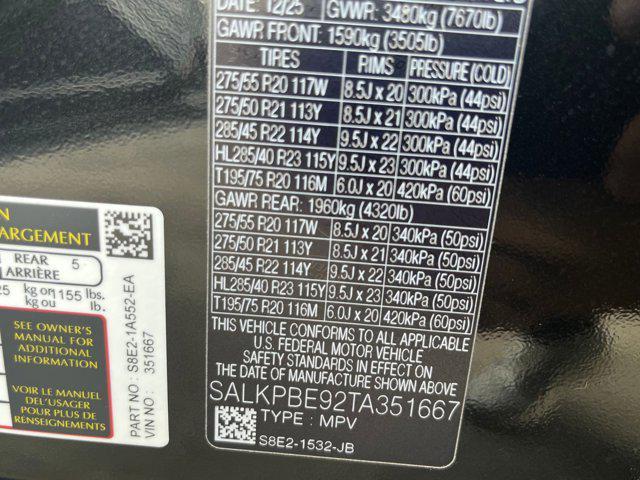 DATE: 12/25 GVWR: 3480kg (7670lb)
GAWR FRONT: 1590kg (3505lb)
TIRES RIMS PRESSURE (COLD)
275/55 R20 117W 8.5J x 20 300kPa (44psi)
275/50 R21 113Y 8.5J x 21 300kPa (44psi)
285/45 R22 114Y 9.5J x 22 300kPa (44psi)
HL285/40 R23 115Y 9.5J x 23 300kPa (44psi)
T195/75 R20 116M 6.0J x 20 420kPa (60psi)
GAWR REAR: 1960kg (4320lb)
275/55 R20 117W 8.5J x 20 340kPa (50psi)
275/50 R21 113Y 8.5J x 21 340kPa (50psi)
285/45 R22 114Y 9.5J x 22 340kPa (50psi)
HL285/40 R23 115Y 9.5J x 23 340kPa (50psi)
T195/75 R20 116M 6.0J x 20 420kPa (60psi)
THIS VEHICLE CONFORMS TO ALL APPLICABLE
U.S. FEDERAL MOTOR VEHICLE
SAFETY STANDARDS IN EFFECT ON
THE DATE OF MANUFACTURE SHOWN ABOVE
SALKPBE92TA351667
TYPE: MPV
S8E2-1532-JB
REAR 5
ARRIÈRE
kg or 155 lbs.
kg ou lb.
SEE OWNER'S
MANUAL FOR
ADDITIONAL
INFORMATION
VOIR LE MANUEL
DEL'USAGER
POUR PLUS DE
RENSEIGNEMENTS
PART NO: S8E2-1A552-EA
VIN NO: 351667